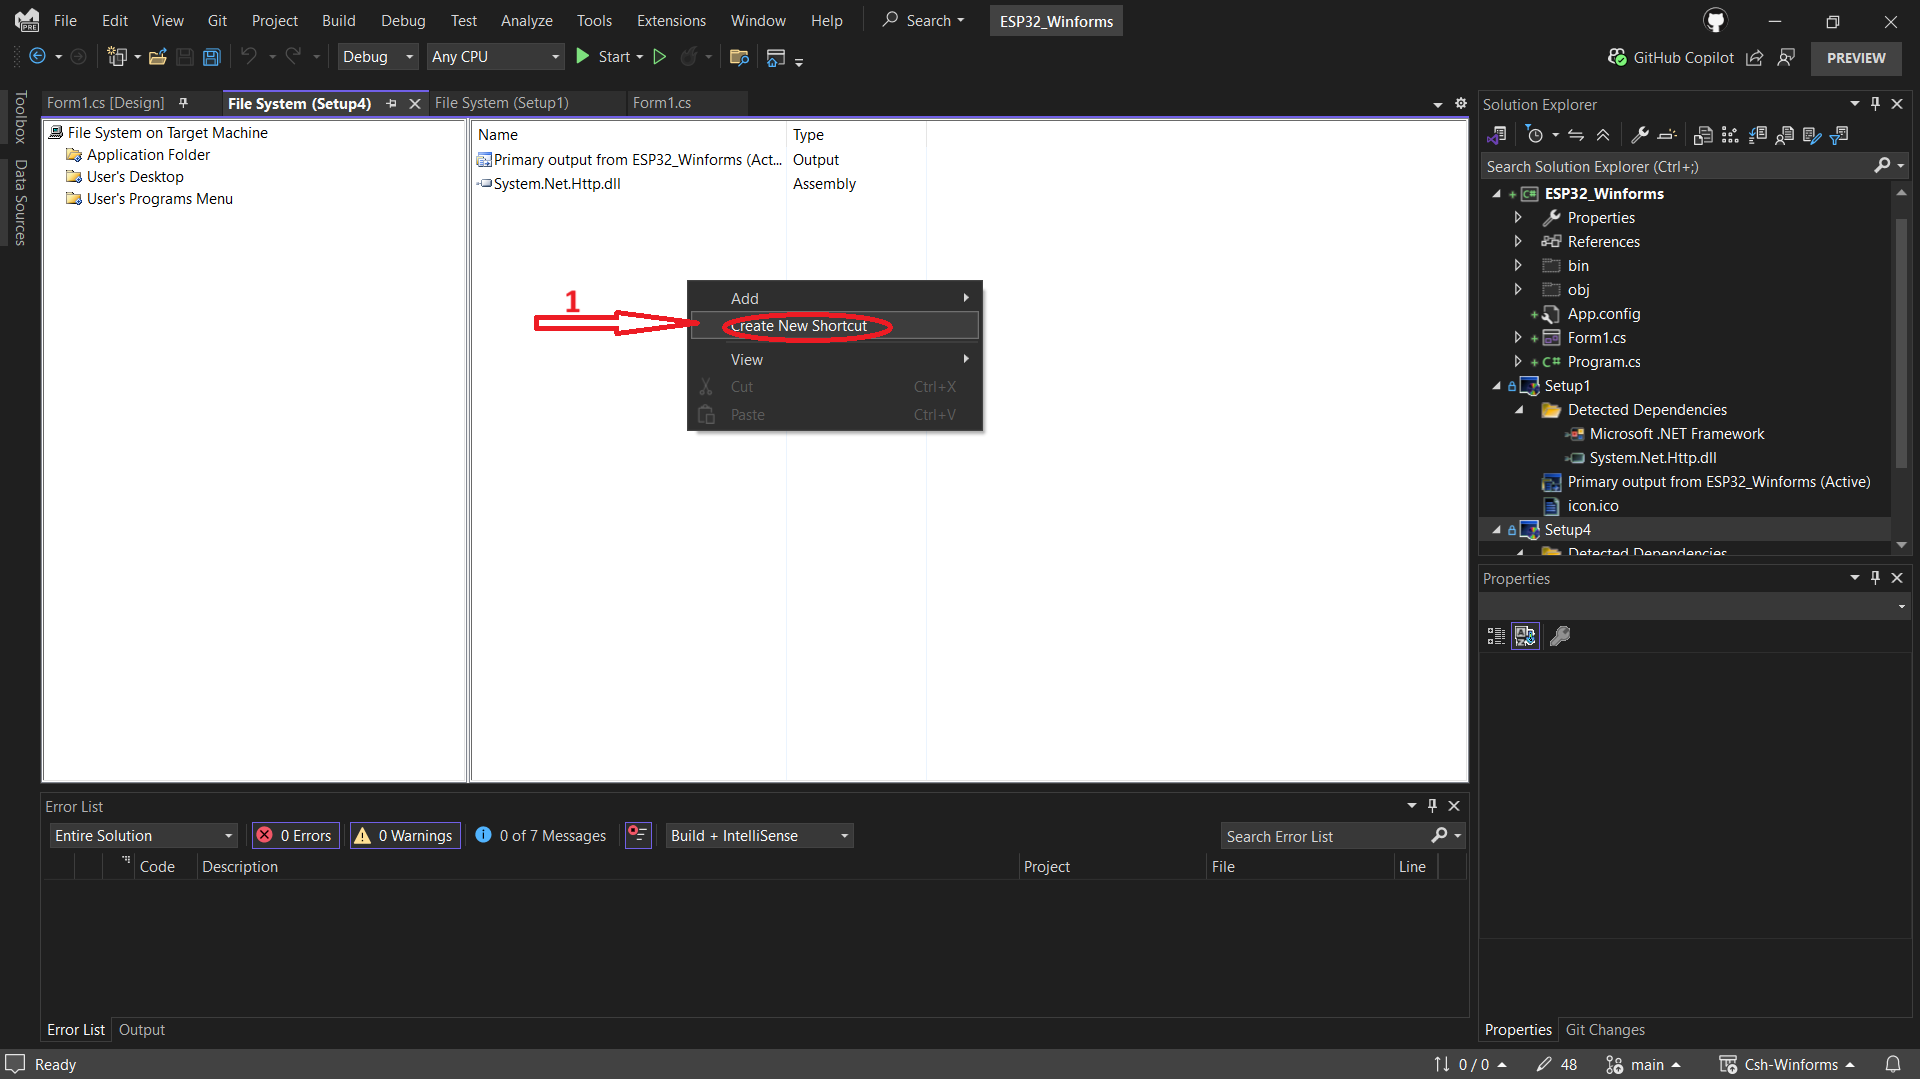 File Edit View Git Project Build Debug Test Analyze Tools Extensions Window Help Search ESP32_Winforms
PRE
Debug Any CPU Start GitHub Copilot PREVIEW
Toolbox
Data Sources
Form1.cs [Design] File System (Setup4) File System (Setup1) Form1.cs
File System on Target Machine
Application Folder
User's Desktop
User's Programs Menu
Name Type
Primary output from ESP32_Winforms (Act... Output
System.Net.Http.dll Assembly
1
Add
Create New Shortcut
View
Cut Ctrl+X
Paste Ctrl+V
Solution Explorer
Search Solution Explorer (Ctrl+;)
ESP32_Winforms
Properties
References
bin
obj
App.config
Form1.cs
Program.cs
Setup1
Detected Dependencies
Microsoft .NET Framework
System.Net.Http.dll
Primary output from ESP32_Winforms (Active)
icon.ico
Setup4
Detected Dependencies
Properties
Error List
Entire Solution 0 Errors 0 Warnings 0 of 7 Messages Build + IntelliSense Search Error List
Code Description Project File Line
Error List Output
Properties Git Changes
Ready 0 / 0 48 main Csh-Winforms